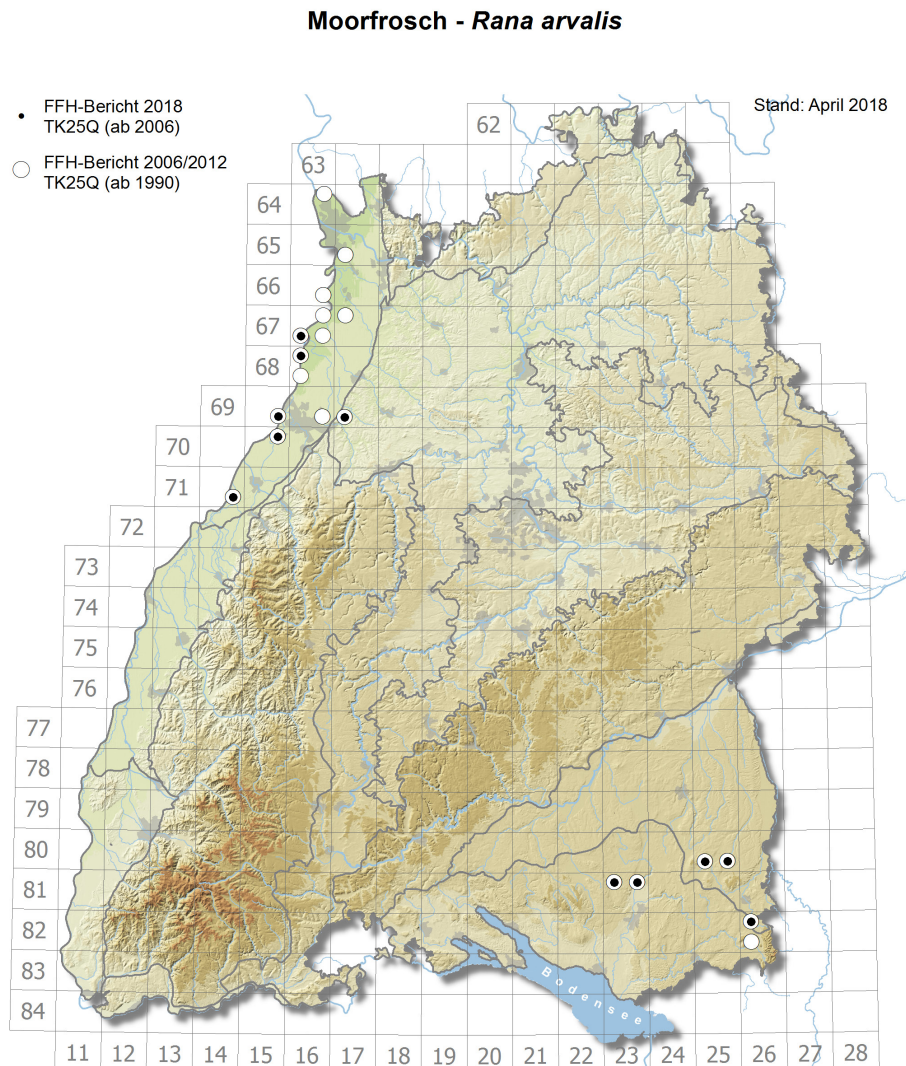 Moorfrosch - Rana arvalis
FFH-Bericht 2018
TK25Q (ab 2006)
Stand: April 2018
FFH-Bericht 2006/2012
TK25Q (ab 1990)
62
63
64
65
66
67
68
69
70
71
72
73
74
75
76
77
78
79
80
81
82
83
84
Bodensee
11 12 13 14 15 16 17 18 19 20 21 22 23 24 25 26 27 28